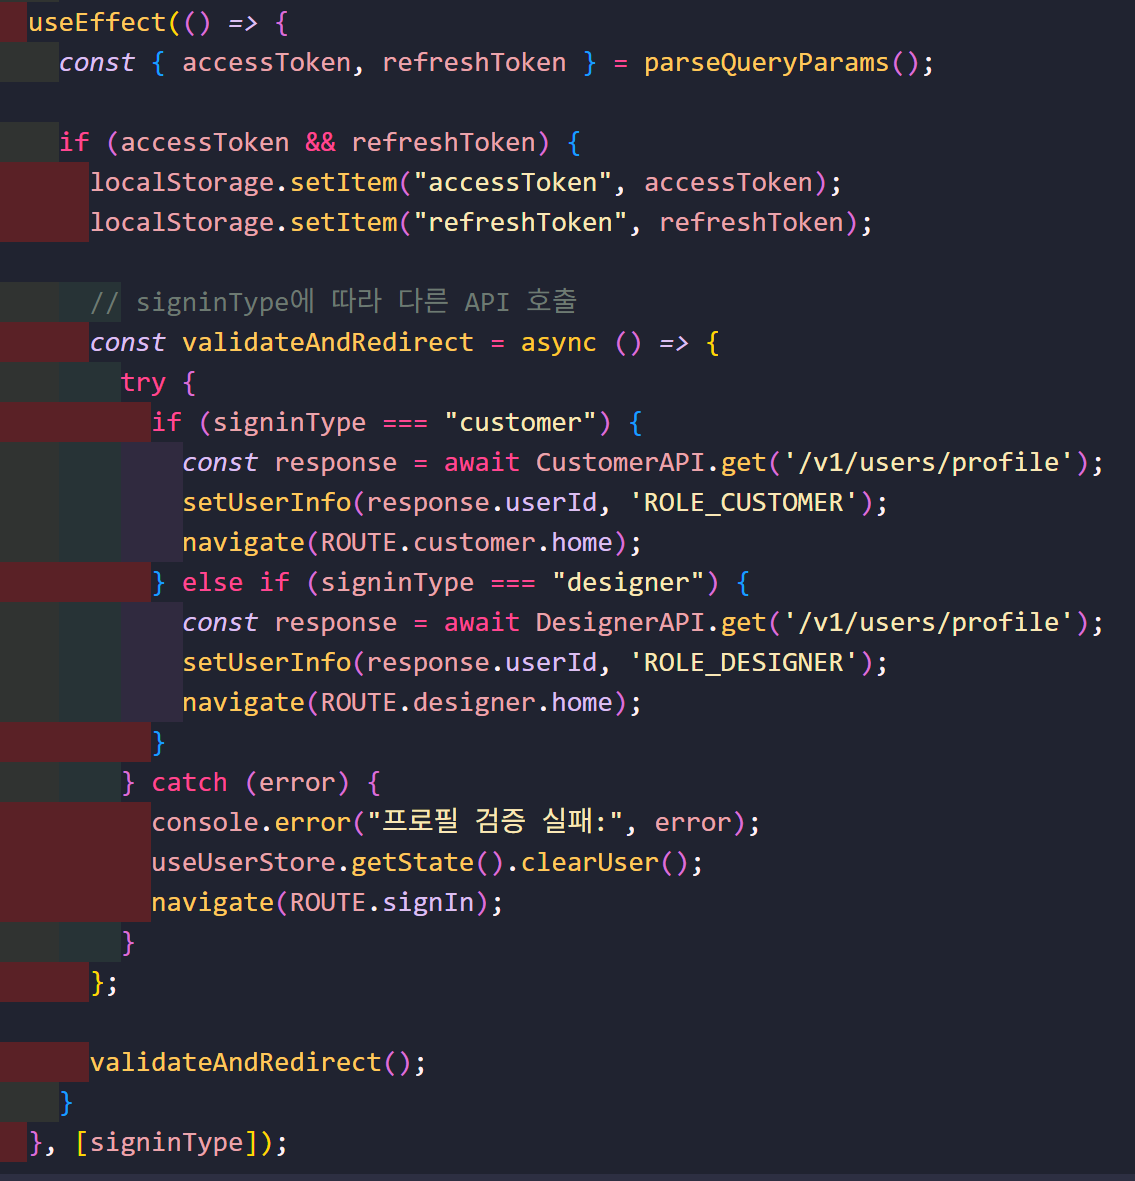 useEffect(() => {
const { accessToken, refreshToken } = parseQueryParams();
if (accessToken && refreshToken) {
localStorage.setItem("accessToken", accessToken);
localStorage.setItem("refreshToken", refreshToken);
// signinType에 따라 다른 API 호출
const validateAndRedirect = async () => {
try {
if (signinType === "customer") {
const response = await CustomerAPI.get('/v1/users/profile');
setUserInfo(response.userId, 'ROLE_CUSTOMER');
navigate(ROUTE.customer.home);
} else if (signinType === "designer") {
const response = await DesignerAPI.get('/v1/users/profile');
setUserInfo(response.userId, 'ROLE_DESIGNER');
navigate(ROUTE.designer.home);
}
} catch (error) {
console.error("프로필 검증 실패:", error);
useUserStore.getState().clearUser();
navigate(ROUTE.signIn);
}
};
validateAndRedirect();
}
}, [signinType]);